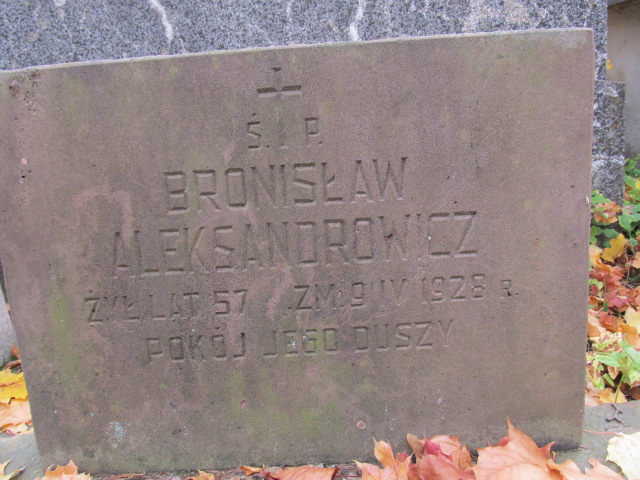 Ś. I P.
BRONISŁAW
ALEKSANDROWICZ
ŻYŁ LAT 57 ZM. 9 IV 1928 R.
POKÓJ JEGO DUSZY